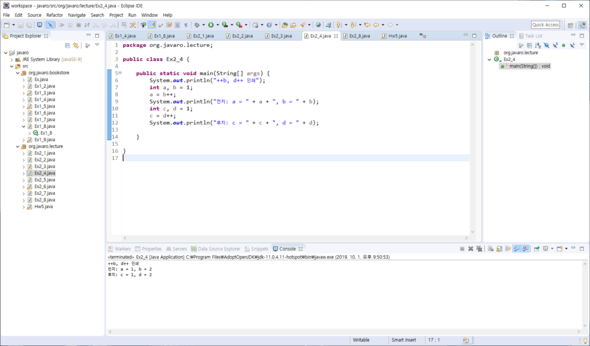 workspace - javaro/src/org/javaro/lecture/Ex2_4.java - Eclipse IDE
File Edit Source Refactor Navigate Search Project Run Window Help
Quick Access
Project Explorer
javaro
JRE System Library [JavaSE-9]
src
org.javaro.bookstore
Ex.java
Ex1_2.java
Ex1_3.java
Ex1_4.java
Ex1_5.java
Ex1_6.java
Ex1_7.java
Ex1_8.java
Ex1_8
Ex1_9.java
org.javaro.lecture
Ex2_1.java
Ex2_2.java
Ex2_3.java
Ex2_4.java
Ex2_5.java
Ex2_6.java
Ex2_7.java
Ex2_8.java
HW5.java
Ex1_4.java Ex1_8.java Ex2_1.java Ex2_2.java Ex2_3.java Ex2_4.java Ex2_8.java HW5.java
1 package org.javaro.lecture;
2
3 public class Ex2_4 {
4
5 public static void main(String[] args) {
6 System.out.println("++b, d++ 인쇄");
7 int a, b = 1;
8 a = b++;
9 System.out.println("전치: a = " + a + ", b = " + b);
10 int c, d = 1;
11 c = d++;
12 System.out.println("후치: c = " + c + ", d = " + d);
13
14 }
15
16 }
17
Outline Task List
org.javaro.lecture
Ex2_4
main(String[]) : void
Markers Properties Servers Data Source Explorer Snippets Console
<terminated> Ex2_4 [Java Application] C:\Program Files\AdoptOpenJDK\jdk-11.0.4.11-hotspot\bin\javaw.exe (2019. 10. 1. 오후 9:50:53)
++b, d++ 인쇄
전치: a = 1, b = 2
후치: c = 1, d = 2
Writable Smart Insert 17 : 1